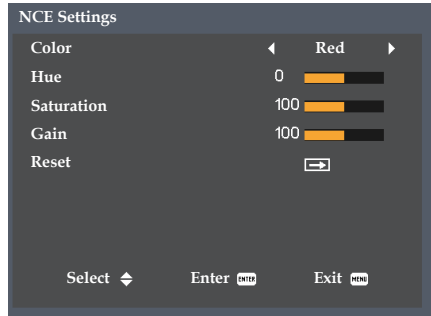 NCE Settings
Color Red
Hue 0
Saturation 100
Gain 100
Reset
Select Enter ENTER Exit MENU